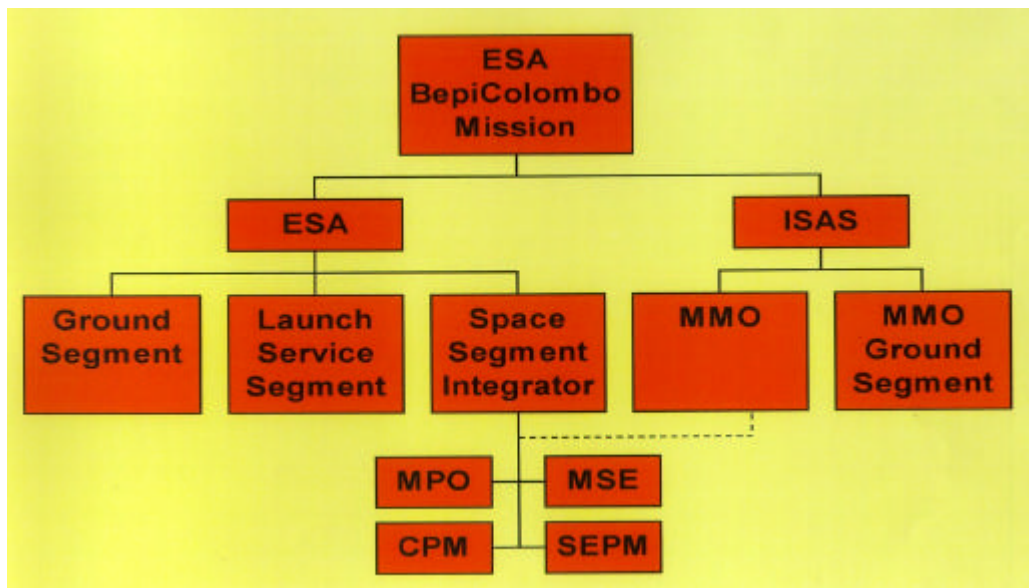 ESA
BepiColombo
Mission
ESA
ISAS
Ground
Segment
Launch
Service
Segment
Space
Segment
Integrator
MMO
MMO
Ground
Segment
MPO
MSE
CPM
SEPM